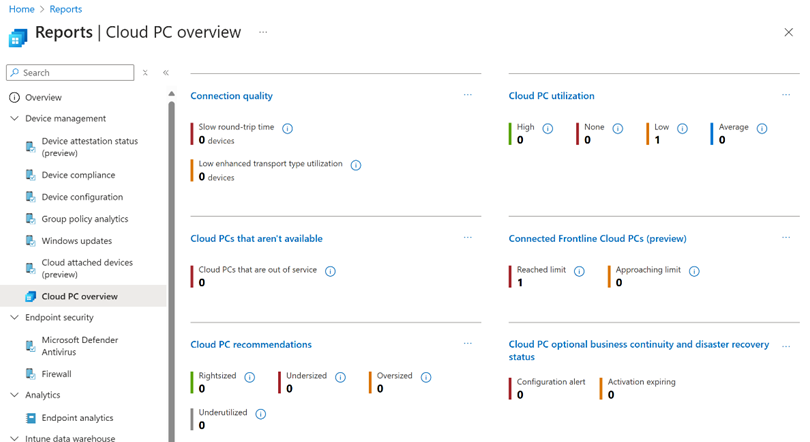 Home > Reports
Reports | Cloud PC overview ...
Search
Overview
Device management
Device attestation status
(preview)
Device compliance
Device configuration
Group policy analytics
Windows updates
Cloud attached devices
(preview)
Cloud PC overview
Endpoint security
Microsoft Defender
Antivirus
Firewall
Analytics
Endpoint analytics
Intune data warehouse
Connection quality ...
Slow round-trip time
0 devices
Low enhanced transport type utilization
0 devices
Cloud PC utilization ...
High None Low Average
0 0 1 0
Cloud PCs that aren't available ...
Cloud PCs that are out of service
0
Connected Frontline Cloud PCs (preview) ...
Reached limit Approaching limit
1 0
Cloud PC recommendations ...
Rightsized Undersized Oversized
0 0 0
Underutilized
0
Cloud PC optional business continuity and disaster recovery ...
status
Configuration alert Activation expiring
0 0